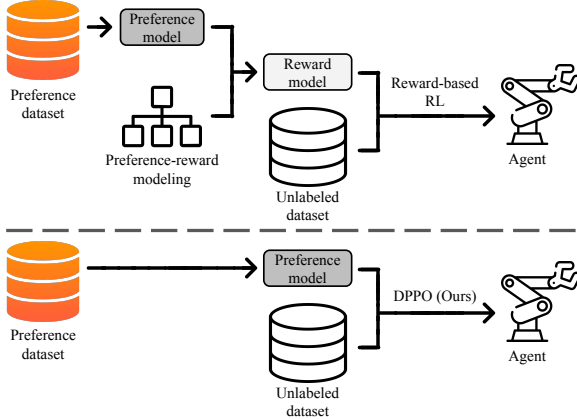 Preference
model
Preference
dataset
Preference-reward
modeling
Reward
model
Unlabeled
dataset
Reward-based
RL
Agent
Preference
dataset
Preference
model
Unlabeled
dataset
DPPO (Ours)
Agent